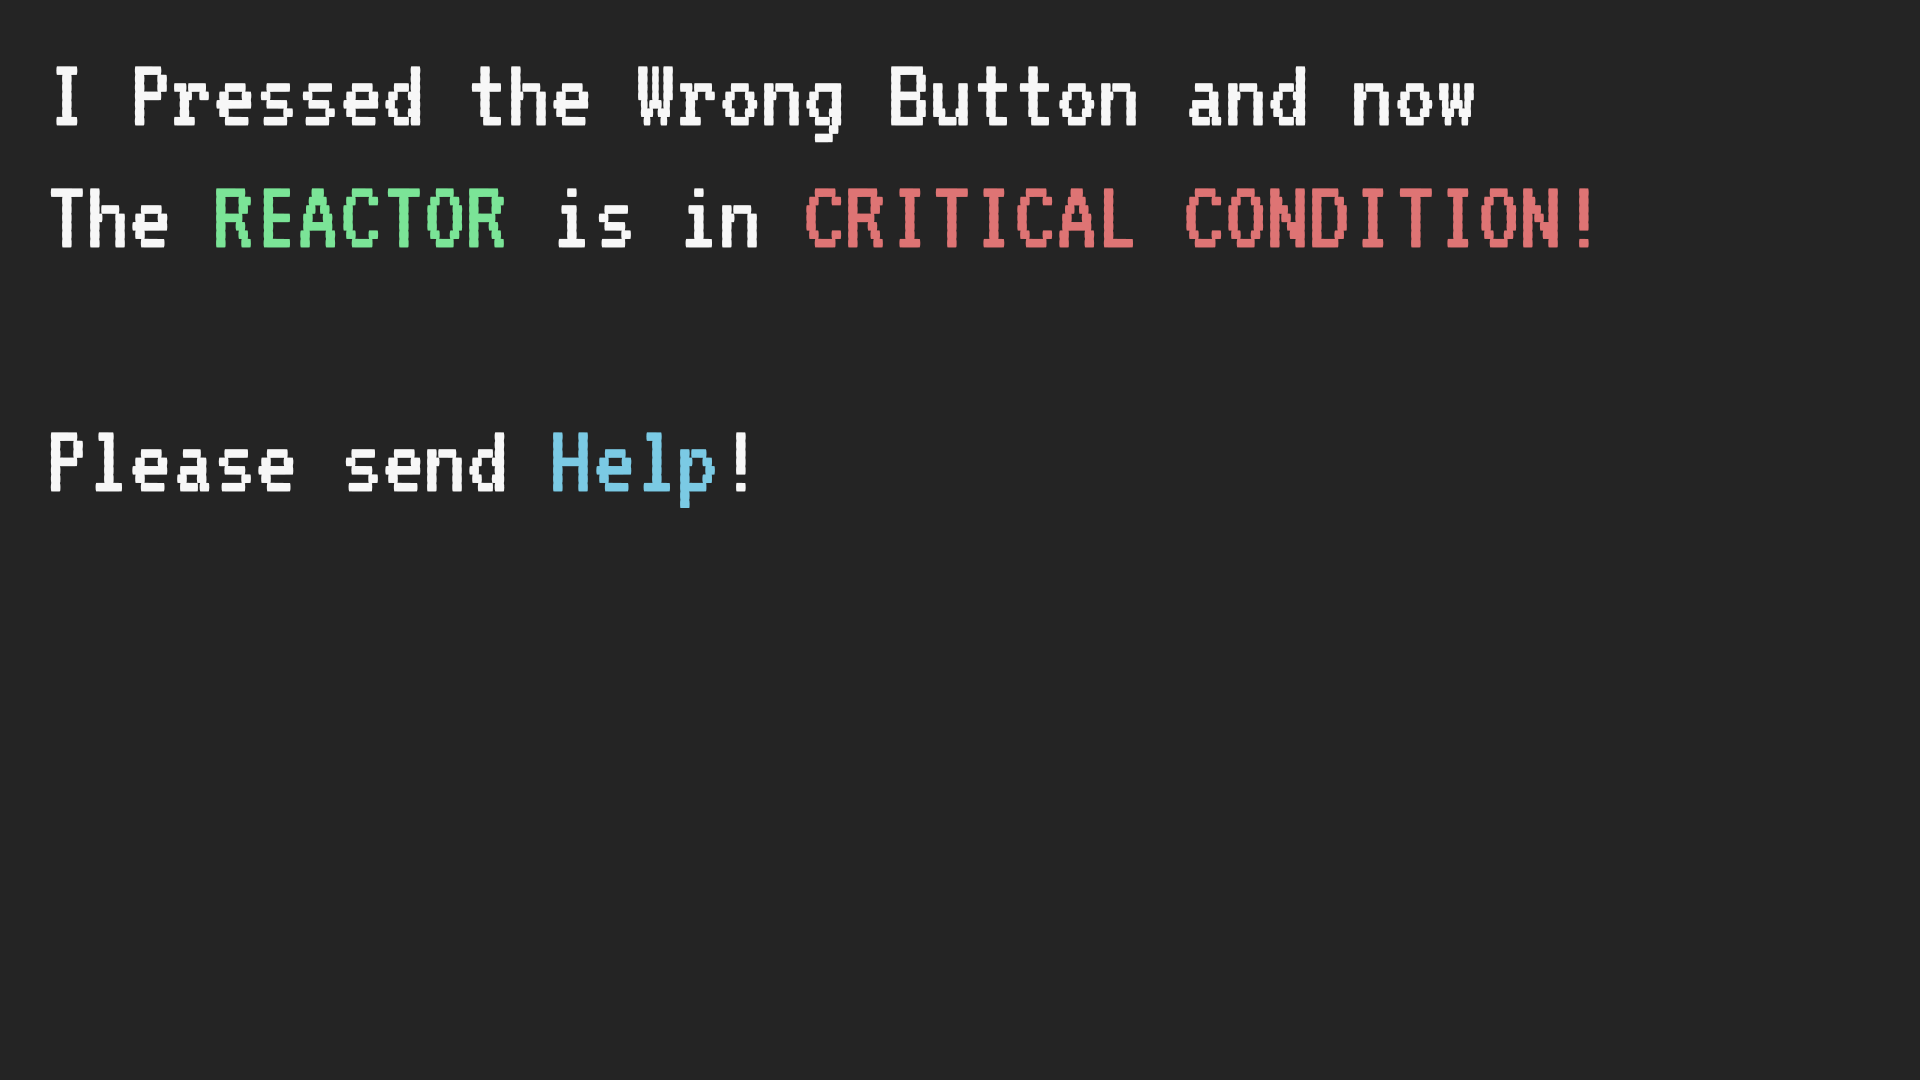 I Pressed the Wrong Button and now
The REACTOR is in CRITICAL CONDITION!
Please send Help!